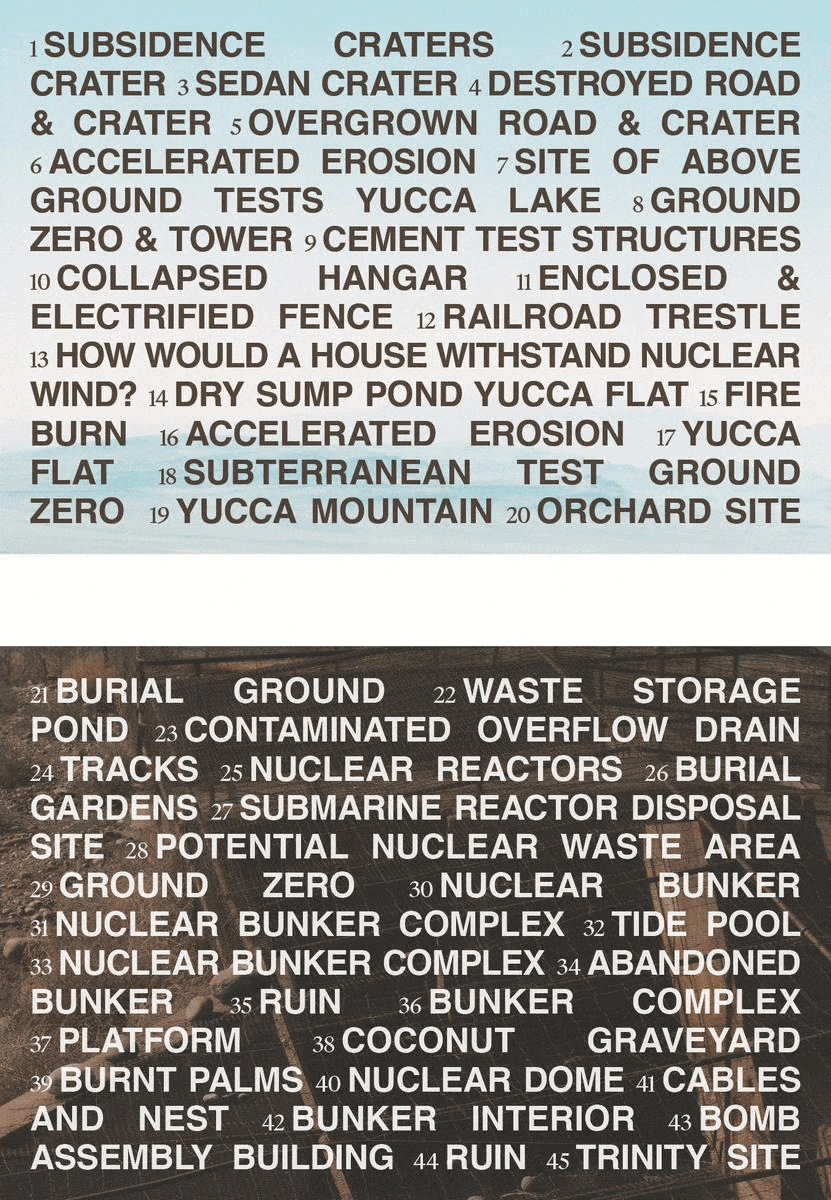 1 SUBSIDENCE CRATERS 2 SUBSIDENCE
CRATER 3 SEDAN CRATER 4 DESTROYED ROAD
& CRATER 5 OVERGROWN ROAD & CRATER
6 ACCELERATED EROSION 7 SITE OF ABOVE
GROUND TESTS YUCCA LAKE 8 GROUND
ZERO & TOWER 9 CEMENT TEST STRUCTURES
10 COLLAPSED HANGAR 11 ENCLOSED &
ELECTRIFIED FENCE 12 RAILROAD TRESTLE
13 HOW WOULD A HOUSE WITHSTAND NUCLEAR
WIND? 14 DRY SUMP POND YUCCA FLAT 15 FIRE
BURN 16 ACCELERATED EROSION 17 YUCCA
FLAT 18 SUBTERRANEAN TEST GROUND
ZERO 19 YUCCA MOUNTAIN 20 ORCHARD SITE
21 BURIAL GROUND 22 WASTE STORAGE
POND 23 CONTAMINATED OVERFLOW DRAIN
24 TRACKS 25 NUCLEAR REACTORS 26 BURIAL
GARDENS 27 SUBMARINE REACTOR DISPOSAL
SITE 28 POTENTIAL NUCLEAR WASTE AREA
29 GROUND ZERO 30 NUCLEAR BUNKER
31 NUCLEAR BUNKER COMPLEX 32 TIDE POOL
33 NUCLEAR BUNKER COMPLEX 34 ABANDONED
BUNKER 35 RUIN 36 BUNKER COMPLEX
37 PLATFORM 38 COCONUT GRAVEYARD
39 BURNT PALMS 40 NUCLEAR DOME 41 CABLES
AND NEST 42 BUNKER INTERIOR 43 BOMB
ASSEMBLY BUILDING 44 RUIN 45 TRINITY SITE